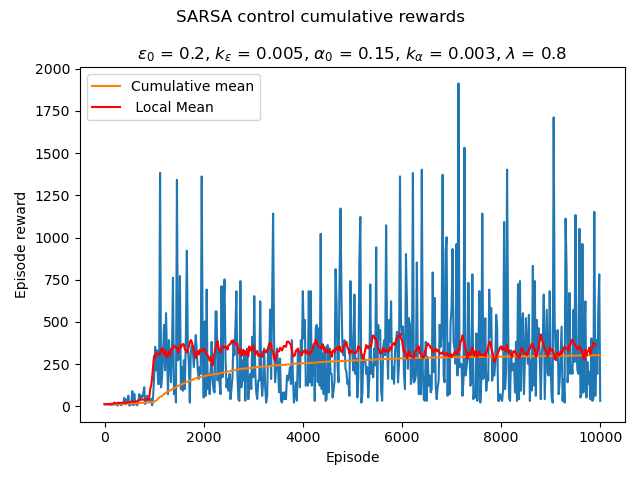 SARSA control cumulative rewards
ε₀ = 0.2, kε = 0.005, α₀ = 0.15, kα = 0.003, λ = 0.8
Cumulative mean
Local Mean
Episode reward
2000
1750
1500
1250
1000
750
500
250
0
0 2000 4000 6000 8000 10000
Episode